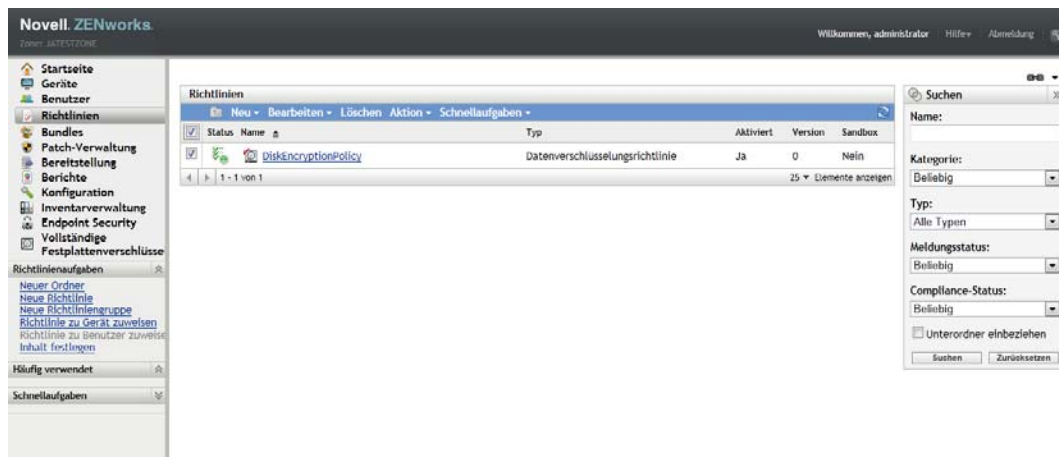 Novell. ZENworks.
Zone: JATESTZONE
Willkommen, administrator
Hilfe
Abmeldung
Startseite
Geräte
Benutzer
Richtlinien
Bundles
Patch-Verwaltung
Bereitstellung
Berichte
Konfiguration
Inventarverwaltung
Endpoint Security
Vollständige
Festplattenverschlüsse
Richtlinienaufgaben
Neuer Ordner
Neue Richtlinie
Neue Richtliniengruppe
Richtlinie zu Gerät zuweisen
Richtlinie zu Benutzer zuweise
Inhalt festlegen
Häufig verwendet
Schnellaufgaben
Richtlinien
Neu Bearbeiten Löschen Aktion Schnellaufgaben
Status Name Typ Aktiviert Version Sandbox
DiskEncryptionPolicy Datenverschlüsselungsrichtlinie Ja 0 Nein
1 - 1 von 1 25 Elemente anzeigen
Suchen
Name:
Kategorie:
Beliebig
Typ:
Alle Typen
Meldungsstatus:
Beliebig
Compliance-Status:
Beliebig
Unterordner einbeziehen
Suchen Zurücksetzen